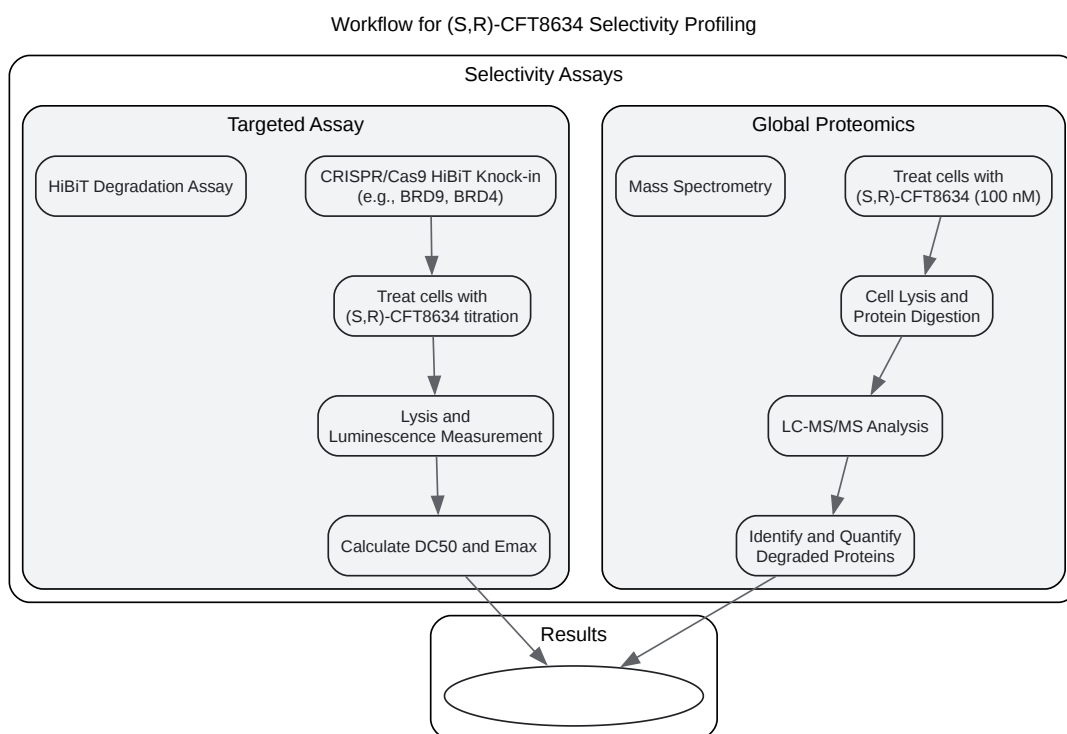 Workflow for (S,R)-CFT8634 Selectivity Profiling
Selectivity Assays
Targeted Assay
HiBiT Degradation Assay
CRISPR/Cas9 HiBiT Knock-in
(e.g., BRD9, BRD4)
Treat cells with
(S,R)-CFT8634 titration
Lysis and
Luminescence Measurement
Calculate DC50 and Emax
Global Proteomics
Mass Spectrometry
Treat cells with
(S,R)-CFT8634 (100 nM)
Cell Lysis and
Protein Digestion
LC-MS/MS Analysis
Identify and Quantify
Degraded Proteins
Results